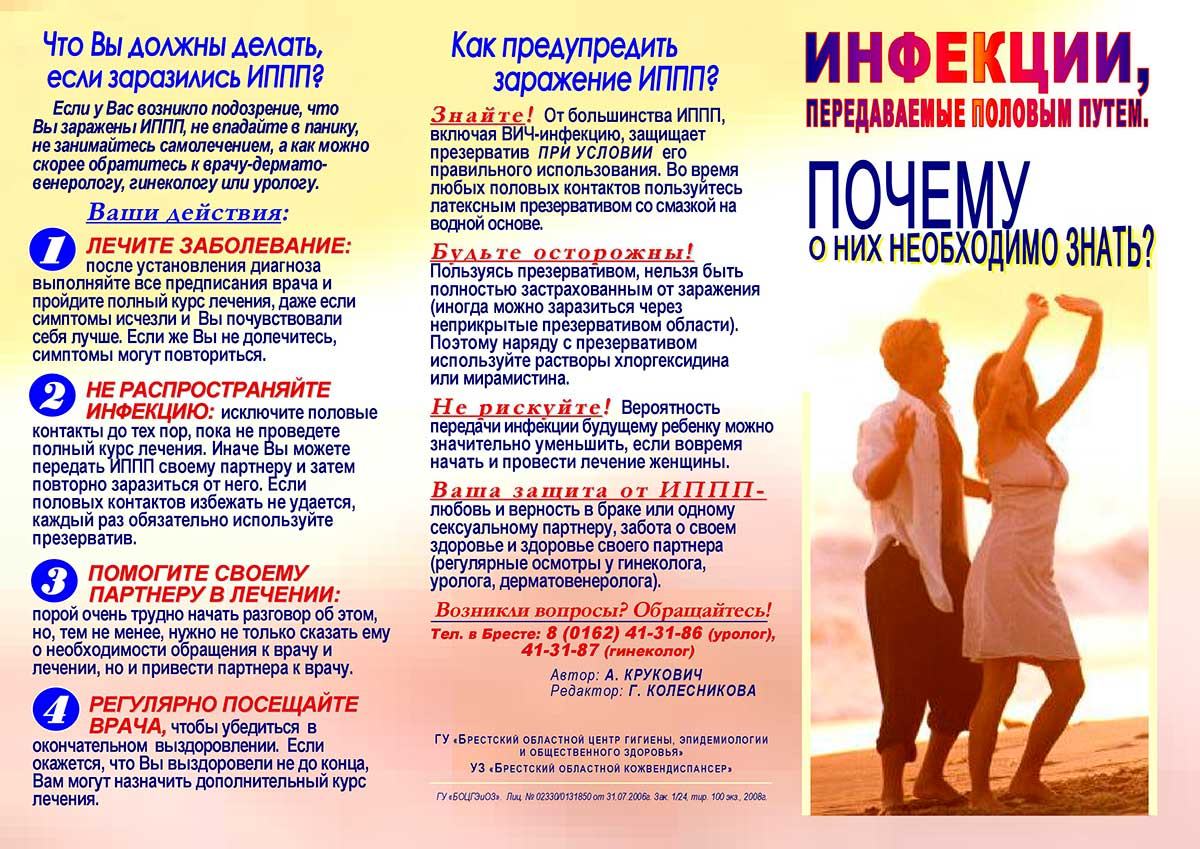 Что Вы должны делать,
если заразились ИППП?
Если у Вас возникло подозрение, что
Вы заражены ИППП, не впадайте в панику,
не занимайтесь самолечением, а как можно
скорее обратитесь к врачу-дермато-
венерологу, гинекологу или урологу.
Ваши действия:
1 ЛЕЧИТЕ ЗАБОЛЕВАНИЕ:
после установления диагноза
выполняйте все предписания врача и
пройдите полный курс лечения, даже если
симптомы исчезли и Вы почувствовали
себя лучше. Если же Вы не долечитесь,
симптомы могут повториться.
2 НЕ РАСПРОСТРАНЯЙТЕ
ИНФЕКЦИЮ: исключите половые
контакты до тех пор, пока не проведете
полный курс лечения. Иначе Вы можете
передать ИППП своему партнеру и затем
повторно заразиться от него. Если
половых контактов избежать не удается,
каждый раз обязательно используйте
презерватив.
3 ПОМОГИТЕ СВОЕМУ
ПАРТНЕРУ В ЛЕЧЕНИИ:
порой очень трудно начать разговор об этом,
но, тем не менее, нужно не только сказать ему
о необходимости обращения к врачу и
лечении, но и привести партнера к врачу.
4 РЕГУЛЯРНО ПОСЕЩАЙТЕ
ВРАЧА, чтобы убедиться в
окончательном выздоровлении. Если
окажется, что Вы выздоровели не до конца,
Вам могут назначить дополнительный курс
лечения.
Как предупредить
заражение ИППП?
Знайте! От большинства ИППП,
включая ВИЧ-инфекцию, защищает
презерватив ПРИ УСЛОВИИ его
правильного использования. Во время
любых половых контактов пользуйтесь
латексным презервативом со смазкой на
водной основе.
Будьте осторожны!
Пользуясь презервативом, нельзя быть
полностью застрахованным от заражения
(иногда можно заразиться через
неприкрытые презервативом области).
Поэтому наряду с презервативом
используйте растворы хлоргексидина
или мирамистина.
Не рискуйте! Вероятность
передачи инфекции будущему ребенку можно
значительно уменьшить, если вовремя
начать и провести лечение женщины.
Ваша защита от ИППП-
любовь и верность в браке или одному
сексуальному партнеру, забота о своем
здоровье и здоровье своего партнера
(регулярные осмотры у гинеколога,
уролога, дерматовенеролога).
Возникли вопросы? Обращайтесь!
Тел. в Бресте: 8 (0162) 41-31-86 (уролог),
41-31-87 (гинеколог)
Автор: А. КРУКОВИЧ
Редактор: Г. КОЛЕСНИКОВА
ГУ «БРЕСТСКИЙ ОБЛАСТНОЙ ЦЕНТР ГИГИЕНЫ, ЭПИДЕМИОЛОГИИ
И ОБЩЕСТВЕННОГО ЗДОРОВЬЯ»
УЗ «БРЕСТСКИЙ ОБЛАСТНОЙ КОЖВЕНДИСПАНСЕР»
ГУ «БОЦГЭиОЗ». Лиц. № 02330/0131850 от 31.07.2006г. Зак. 1/24, тир. 100 экз., 2008г.
ИНФЕКЦИИ,
ПЕРЕДАВАЕМЫЕ ПОЛОВЫМ ПУТЕМ.
ПОЧЕМУ
О НИХ НЕОБХОДИМО ЗНАТЬ?